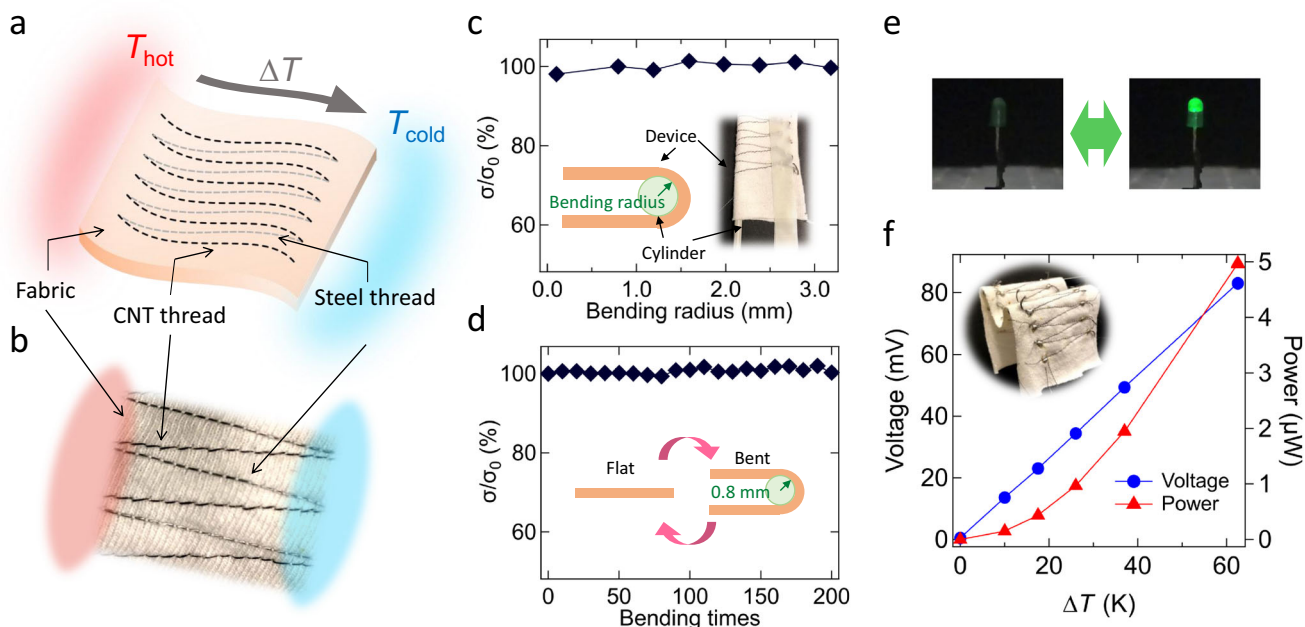 a
T hot
ΔT
T cold
Fabric
CNT thread
Steel thread
b
c
σ/σ₀ (%)
100
80
60
Device
Bending radius
Cylinder
0.0
1.0
2.0
3.0
Bending radius (mm)
d
σ/σ₀ (%)
100
80
60
Flat
Bent
0.8 mm
0
50
100
150
200
Bending times
e
f
Voltage (mV)
80
60
40
20
0
Voltage
Power
5
4
3
2
1
0
Power (µW)
0
20
40
60
ΔT (K)